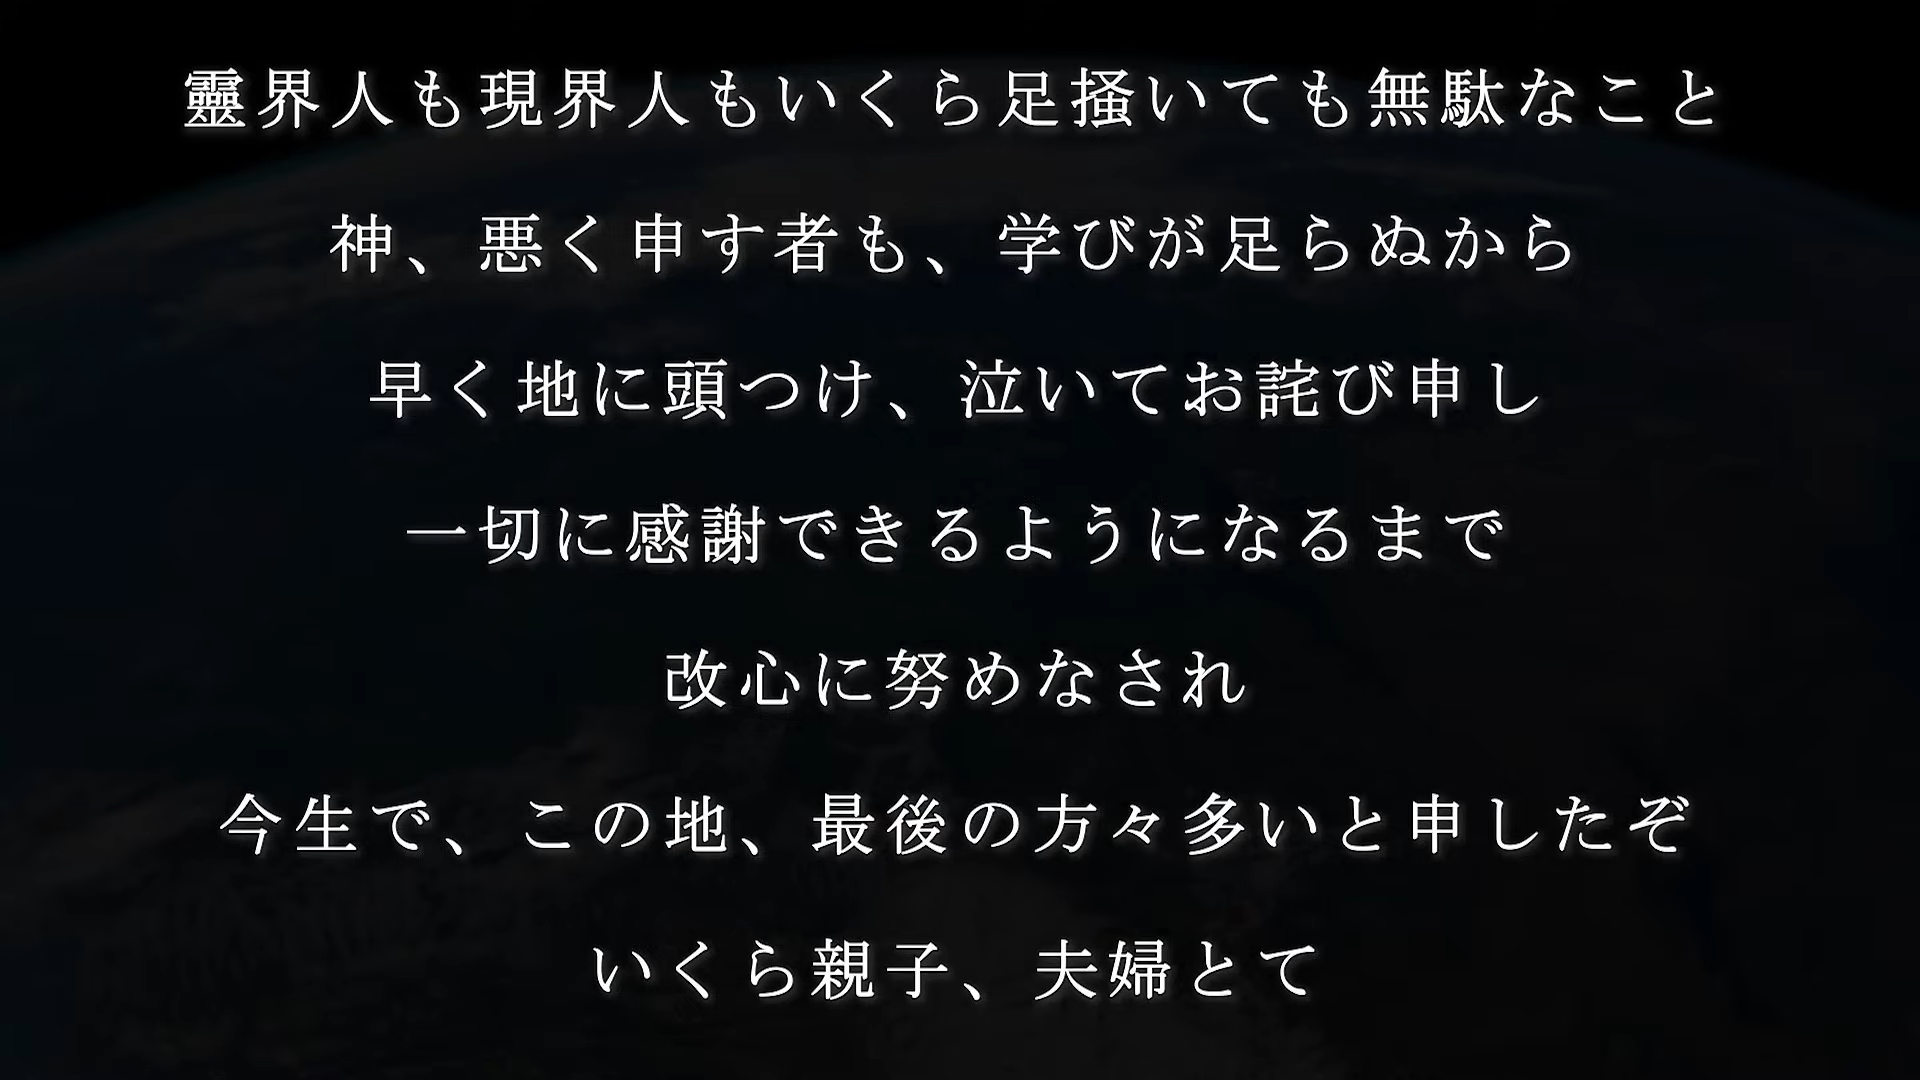 靈界人も現界人もいくら足掻いても無駄なこと
神、悪く申す者も、学びが足らぬから
早く地に頭つけ、泣いてお詫び申し
一切に感謝できるようになるまで
改心に努めなされ
今生で、この地、最後の方々多いと申したぞ
いくら親子、夫婦とて